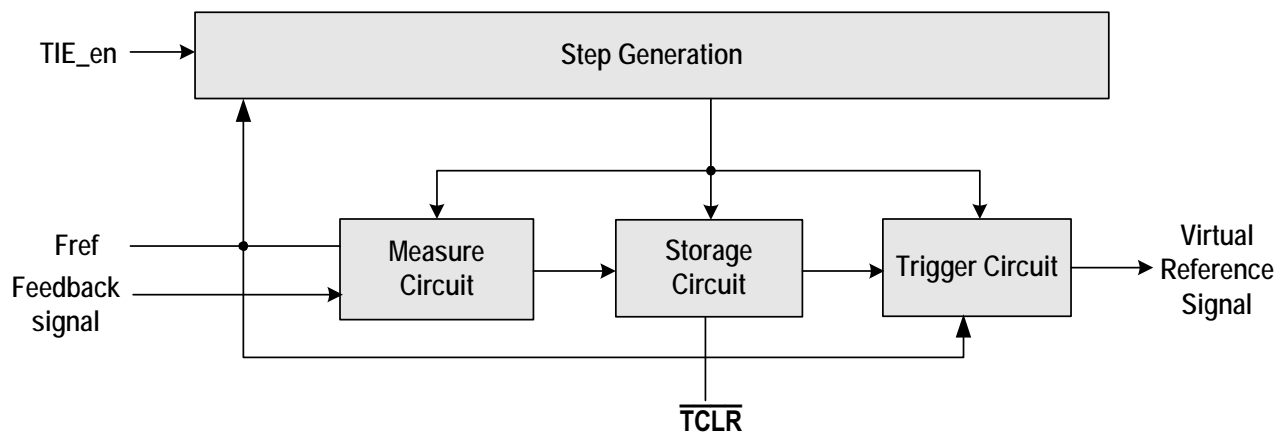 TIE_en
Step Generation
Fref
Feedback
signal
Measure
Circuit
Storage
Circuit
Trigger Circuit
Virtual
Reference
Signal
TCLR